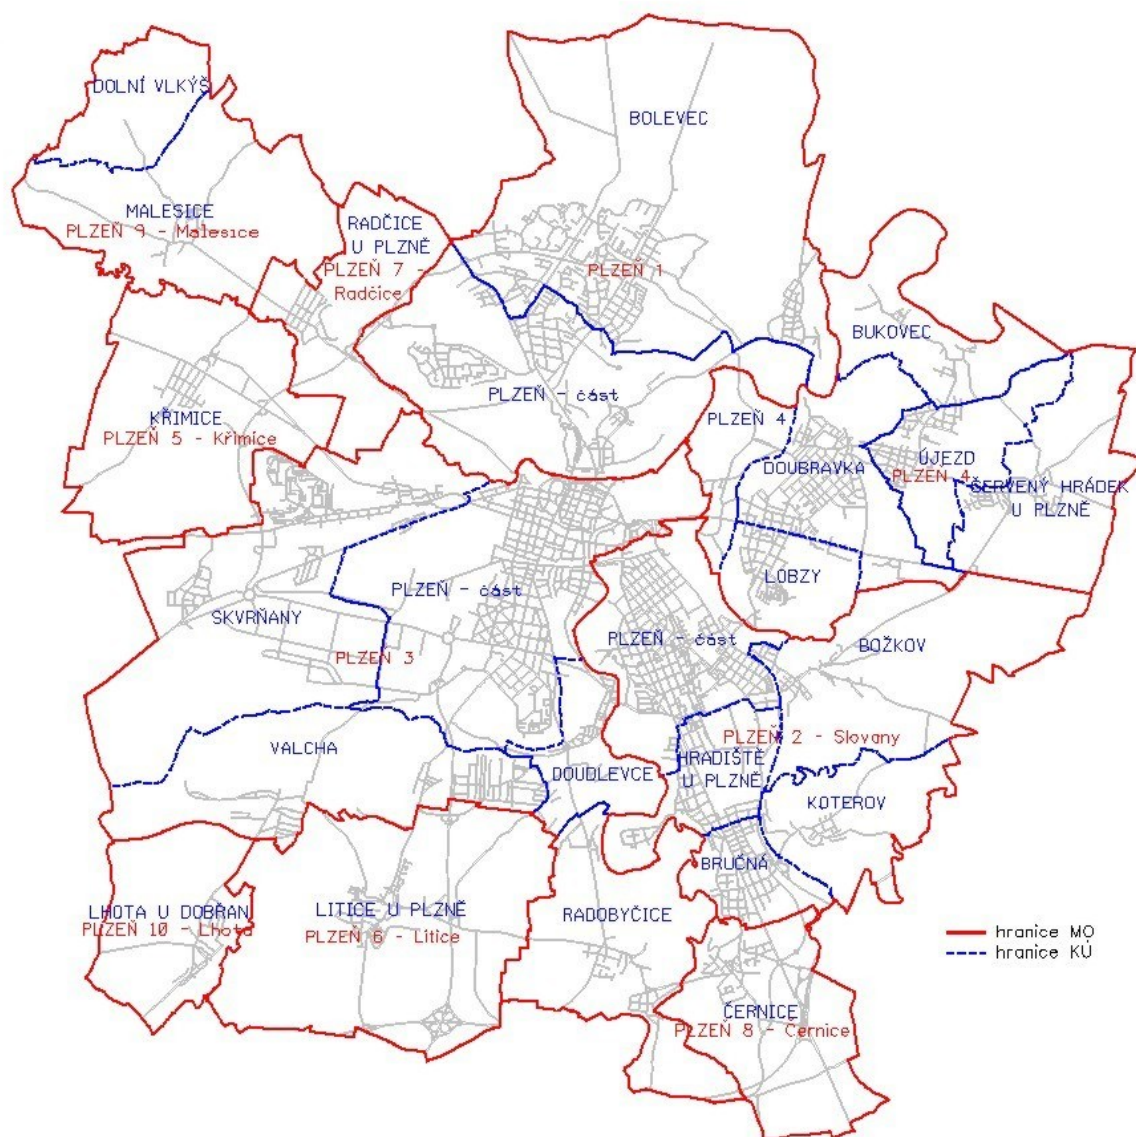 DOLNÍ VLKÝŠ
BOLEVEC
MALESICE
PLZEŇ 9 - Malesice
RADČICE
U PLZNĚ
PLZEŇ 7 -
Radčice
PLZEŇ 1
BUKOVEC
PLZEŇ - část
KŘIMICE
PLZEŇ 5 - Křimice
PLZEŇ 4
DOUBRAVKA
ÚJEZD
PLZEŇ 4
ČERVENÝ HRÁDEK
U PLZNĚ
LOBZY
PLZEŇ - část
SKVRŇANY
PLZEŇ 3
PLZEŇ - část
BOŽKOV
VALCHA
PLZEŇ 2 - Slovany
HRADIŠTĚ
U PLZNĚ
DOUDLEVCE
KOTEROV
BRUČNÁ
LHOTA U DOBŘAN
PLZEŇ 10 - Lhota
LITICE U PLZNĚ
PLZEŇ 6 - Litice
RADOBYČICE
hranice MO
hranice KÚ
ČERNICE
PLZEŇ 8 - Černice